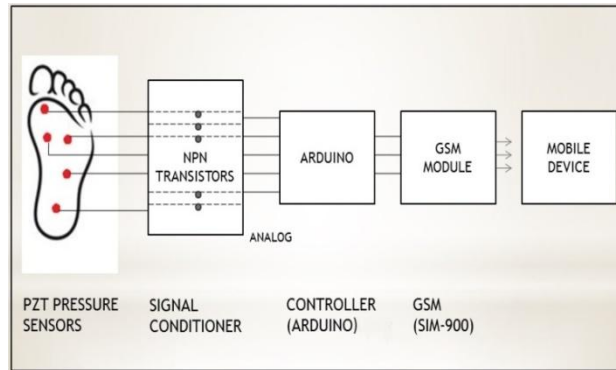 NPN
TRANSISTORS
ARDUINO
GSM
MODULE
MOBILE
DEVICE
ANALOG
PZT PRESSURE
SENSORS
SIGNAL
CONDITIONER
CONTROLLER
(ARDUINO)
GSM
(SIM-900)